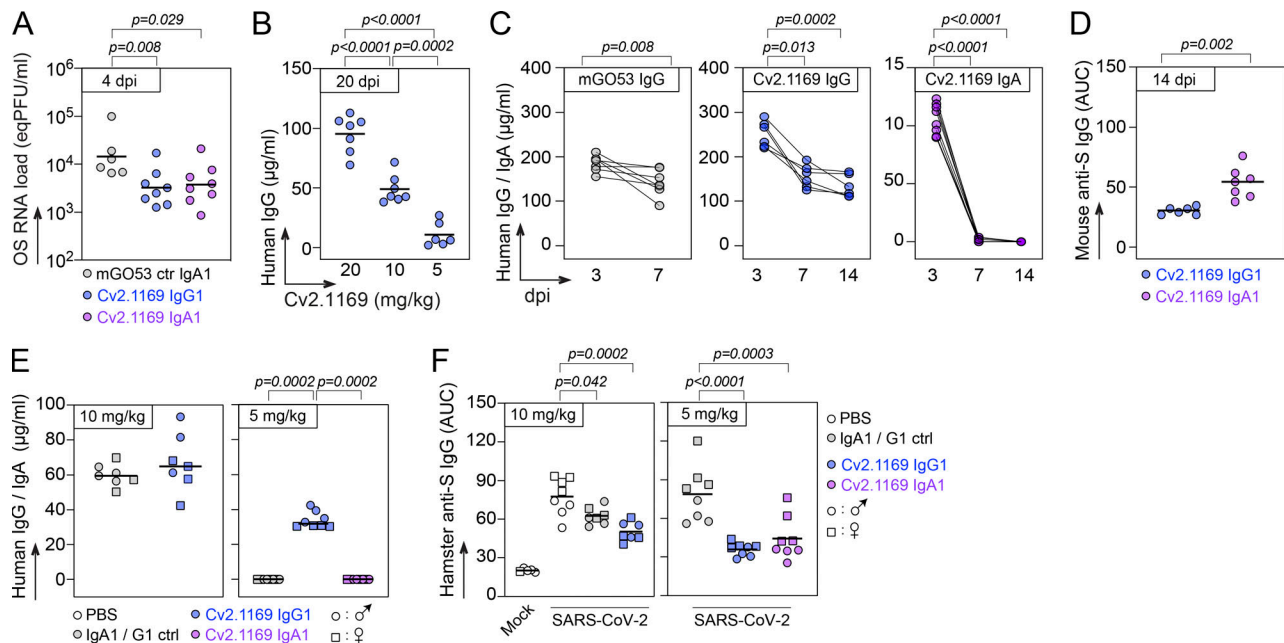 A
p=0.029
p=0.008
OS RNA load (eqPFU/ml)
10⁶
10⁵
10⁴
10³
10²
4 dpi
mGO53 ctr IgA1
Cv2.1169 IgG1
Cv2.1169 IgA1
B
p<0.0001
p<0.0001 p=0.0002
Human IgG (µg/ml)
150
100
50
0
20 dpi
20 10 5
Cv2.1169 (mg/kg)
C
p=0.008
Human IgG / IgA (µg/ml)
400
300
200
100
0
mGO53 IgG
3 7
dpi
p=0.0002
p=0.013
400
300
200
100
0
Cv2.1169 IgG
3 7 14
p<0.0001
p<0.0001
15
10
5
0
Cv2.1169 IgA
3 7 14
D
p=0.002
Mouse anti-S IgG (AUC)
150
100
50
0
14 dpi
Cv2.1169 IgG1
Cv2.1169 IgA1
E
Human IgG / IgA (µg/ml)
100
80
60
40
20
0
10 mg/kg
p=0.0002 p=0.0002
5 mg/kg
PBS
IgA1 / G1 ctrl
Cv2.1169 IgG1
Cv2.1169 IgA1
: ♂
: ♀
F
p=0.0002
p=0.042
Hamster anti-S IgG (AUC)
150
120
90
60
30
0
10 mg/kg
Mock
SARS-CoV-2
p=0.0003
p<0.0001
5 mg/kg
SARS-CoV-2
PBS
IgA1 / G1 ctrl
Cv2.1169 IgG1
Cv2.1169 IgA1
: ♂
: ♀